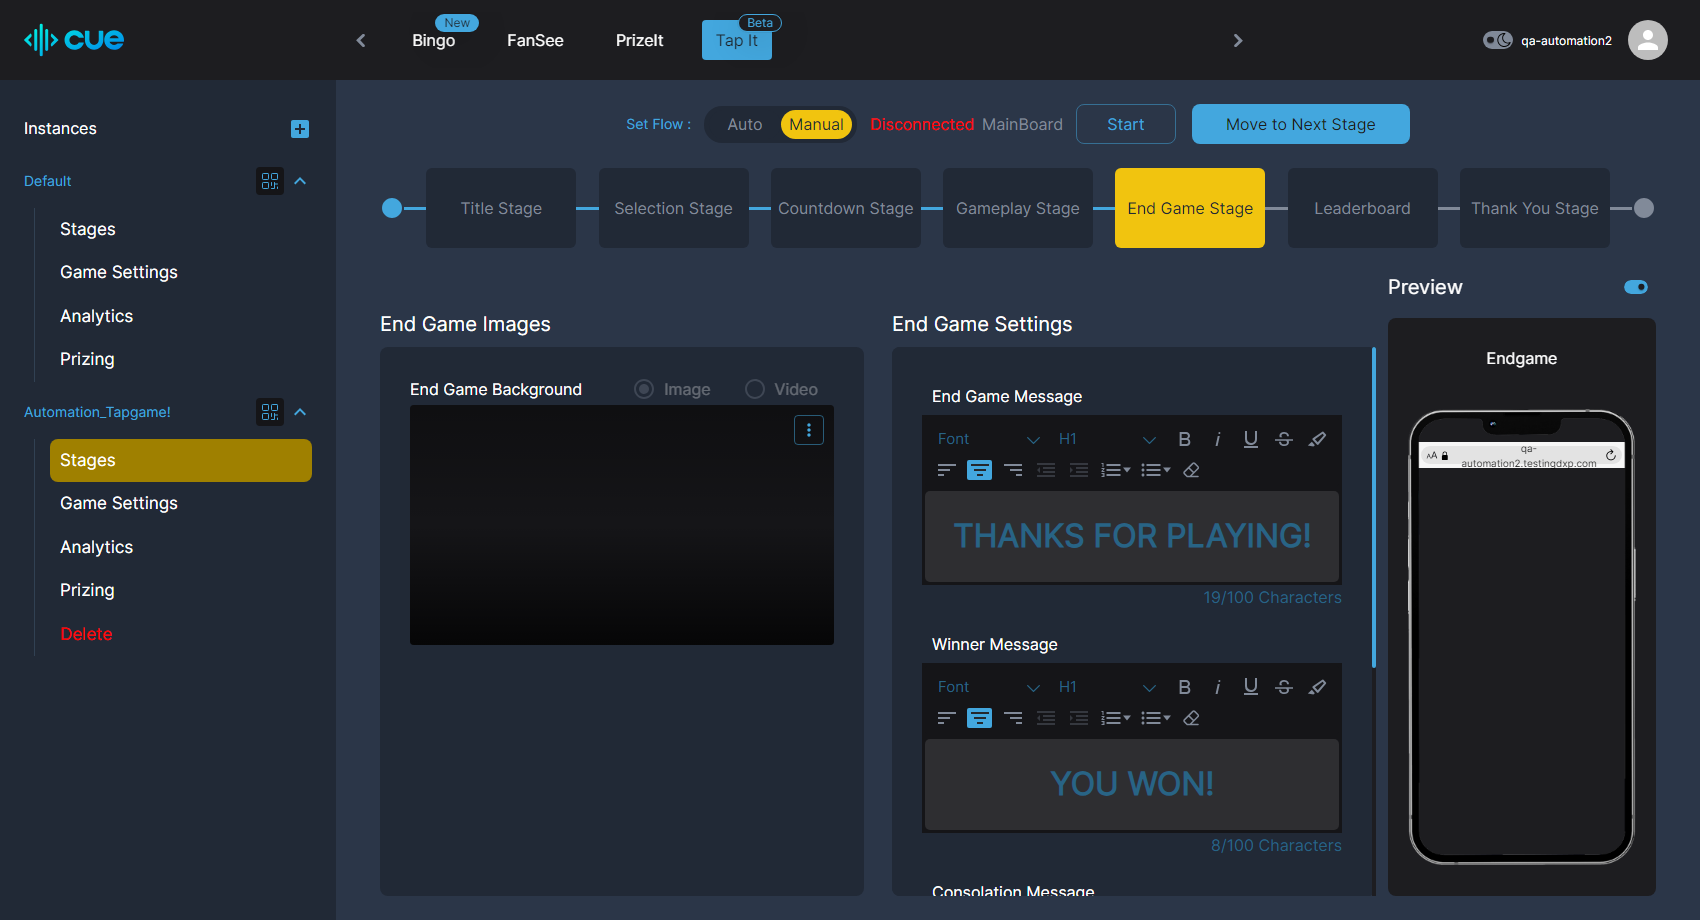 cue
New
Bingo
FanSee
PrizeIt
Beta
Tap It
qa-automation2
Instances
Default
Stages
Game Settings
Analytics
Prizing
Automation_Tapgame!
Stages
Game Settings
Analytics
Prizing
Delete
Set Flow :
Auto
Manual
Disconnected MainBoard
Start
Move to Next Stage
Title Stage
Selection Stage
Countdown Stage
Gameplay Stage
End Game Stage
Leaderboard
Thank You Stage
End Game Images
End Game Background
Image
Video
End Game Settings
End Game Message
Font
H1
B
i
U
S
THANKS FOR PLAYING!
19/100 Characters
Winner Message
Font
H1
B
i
U
S
YOU WON!
8/100 Characters
Consolation Message
Preview
Endgame
AA
qa-
automation2.testingdxp.com